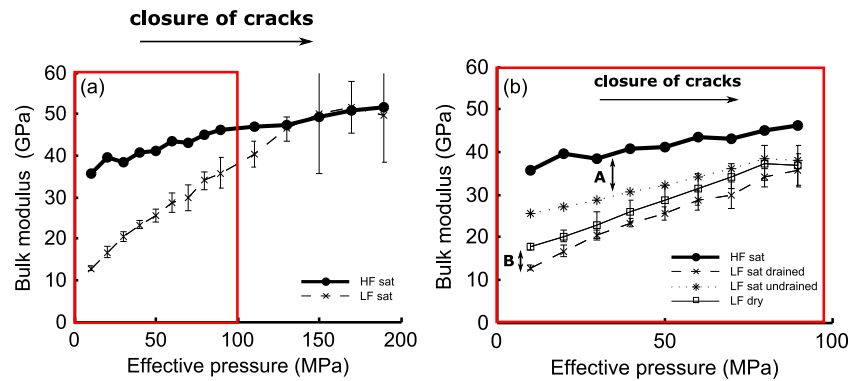 closure of cracks
(a)
Bulk modulus (GPa)
60
50
40
30
20
10
0
HF sat
LF sat
0
50
100
150
200
Effective pressure (MPa)
closure of cracks
(b)
Bulk modulus (GPa)
60
50
40
30
20
10
0
A
B
HF sat
LF sat drained
LF sat undrained
LF dry
0
50
100
Effective pressure (MPa)